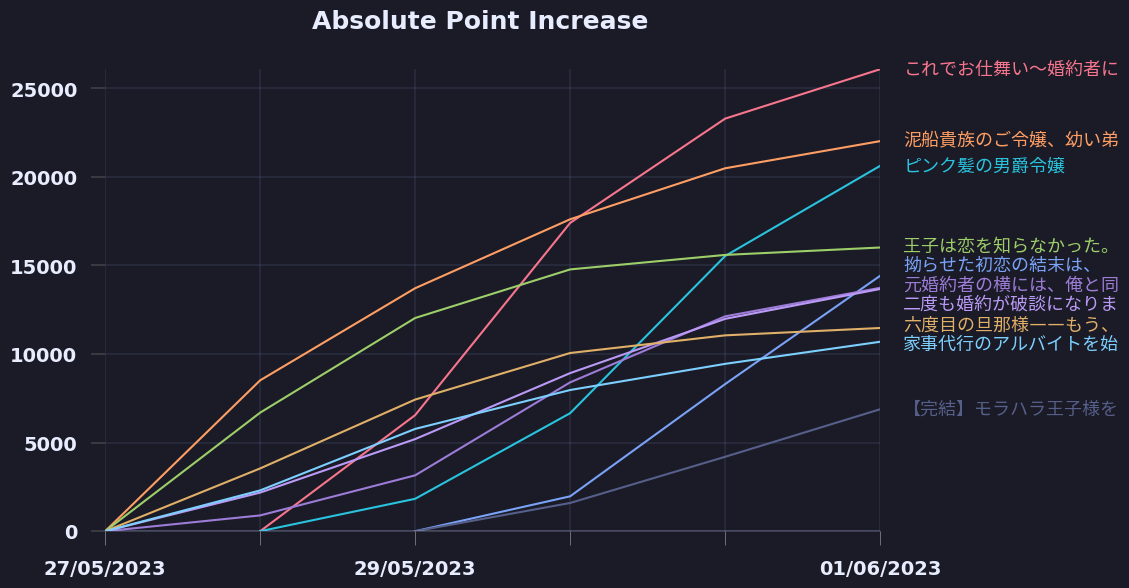 Absolute Point Increase
25000
20000
15000
10000
5000
0
27/05/2023
29/05/2023
01/06/2023
これでお仕舞い～婚約者に
泥船貴族のご令嬢、幼い弟
ピンク髪の男爵令嬢
王子は恋を知らなかった。
拗らせた初恋の結末は、
元婚約者の横には、俺と同
二度も婚約が破談になりま
六度目の旦那様ーーもう、
家事代行のアルバイトを始
【完結】モラハラ王子様を